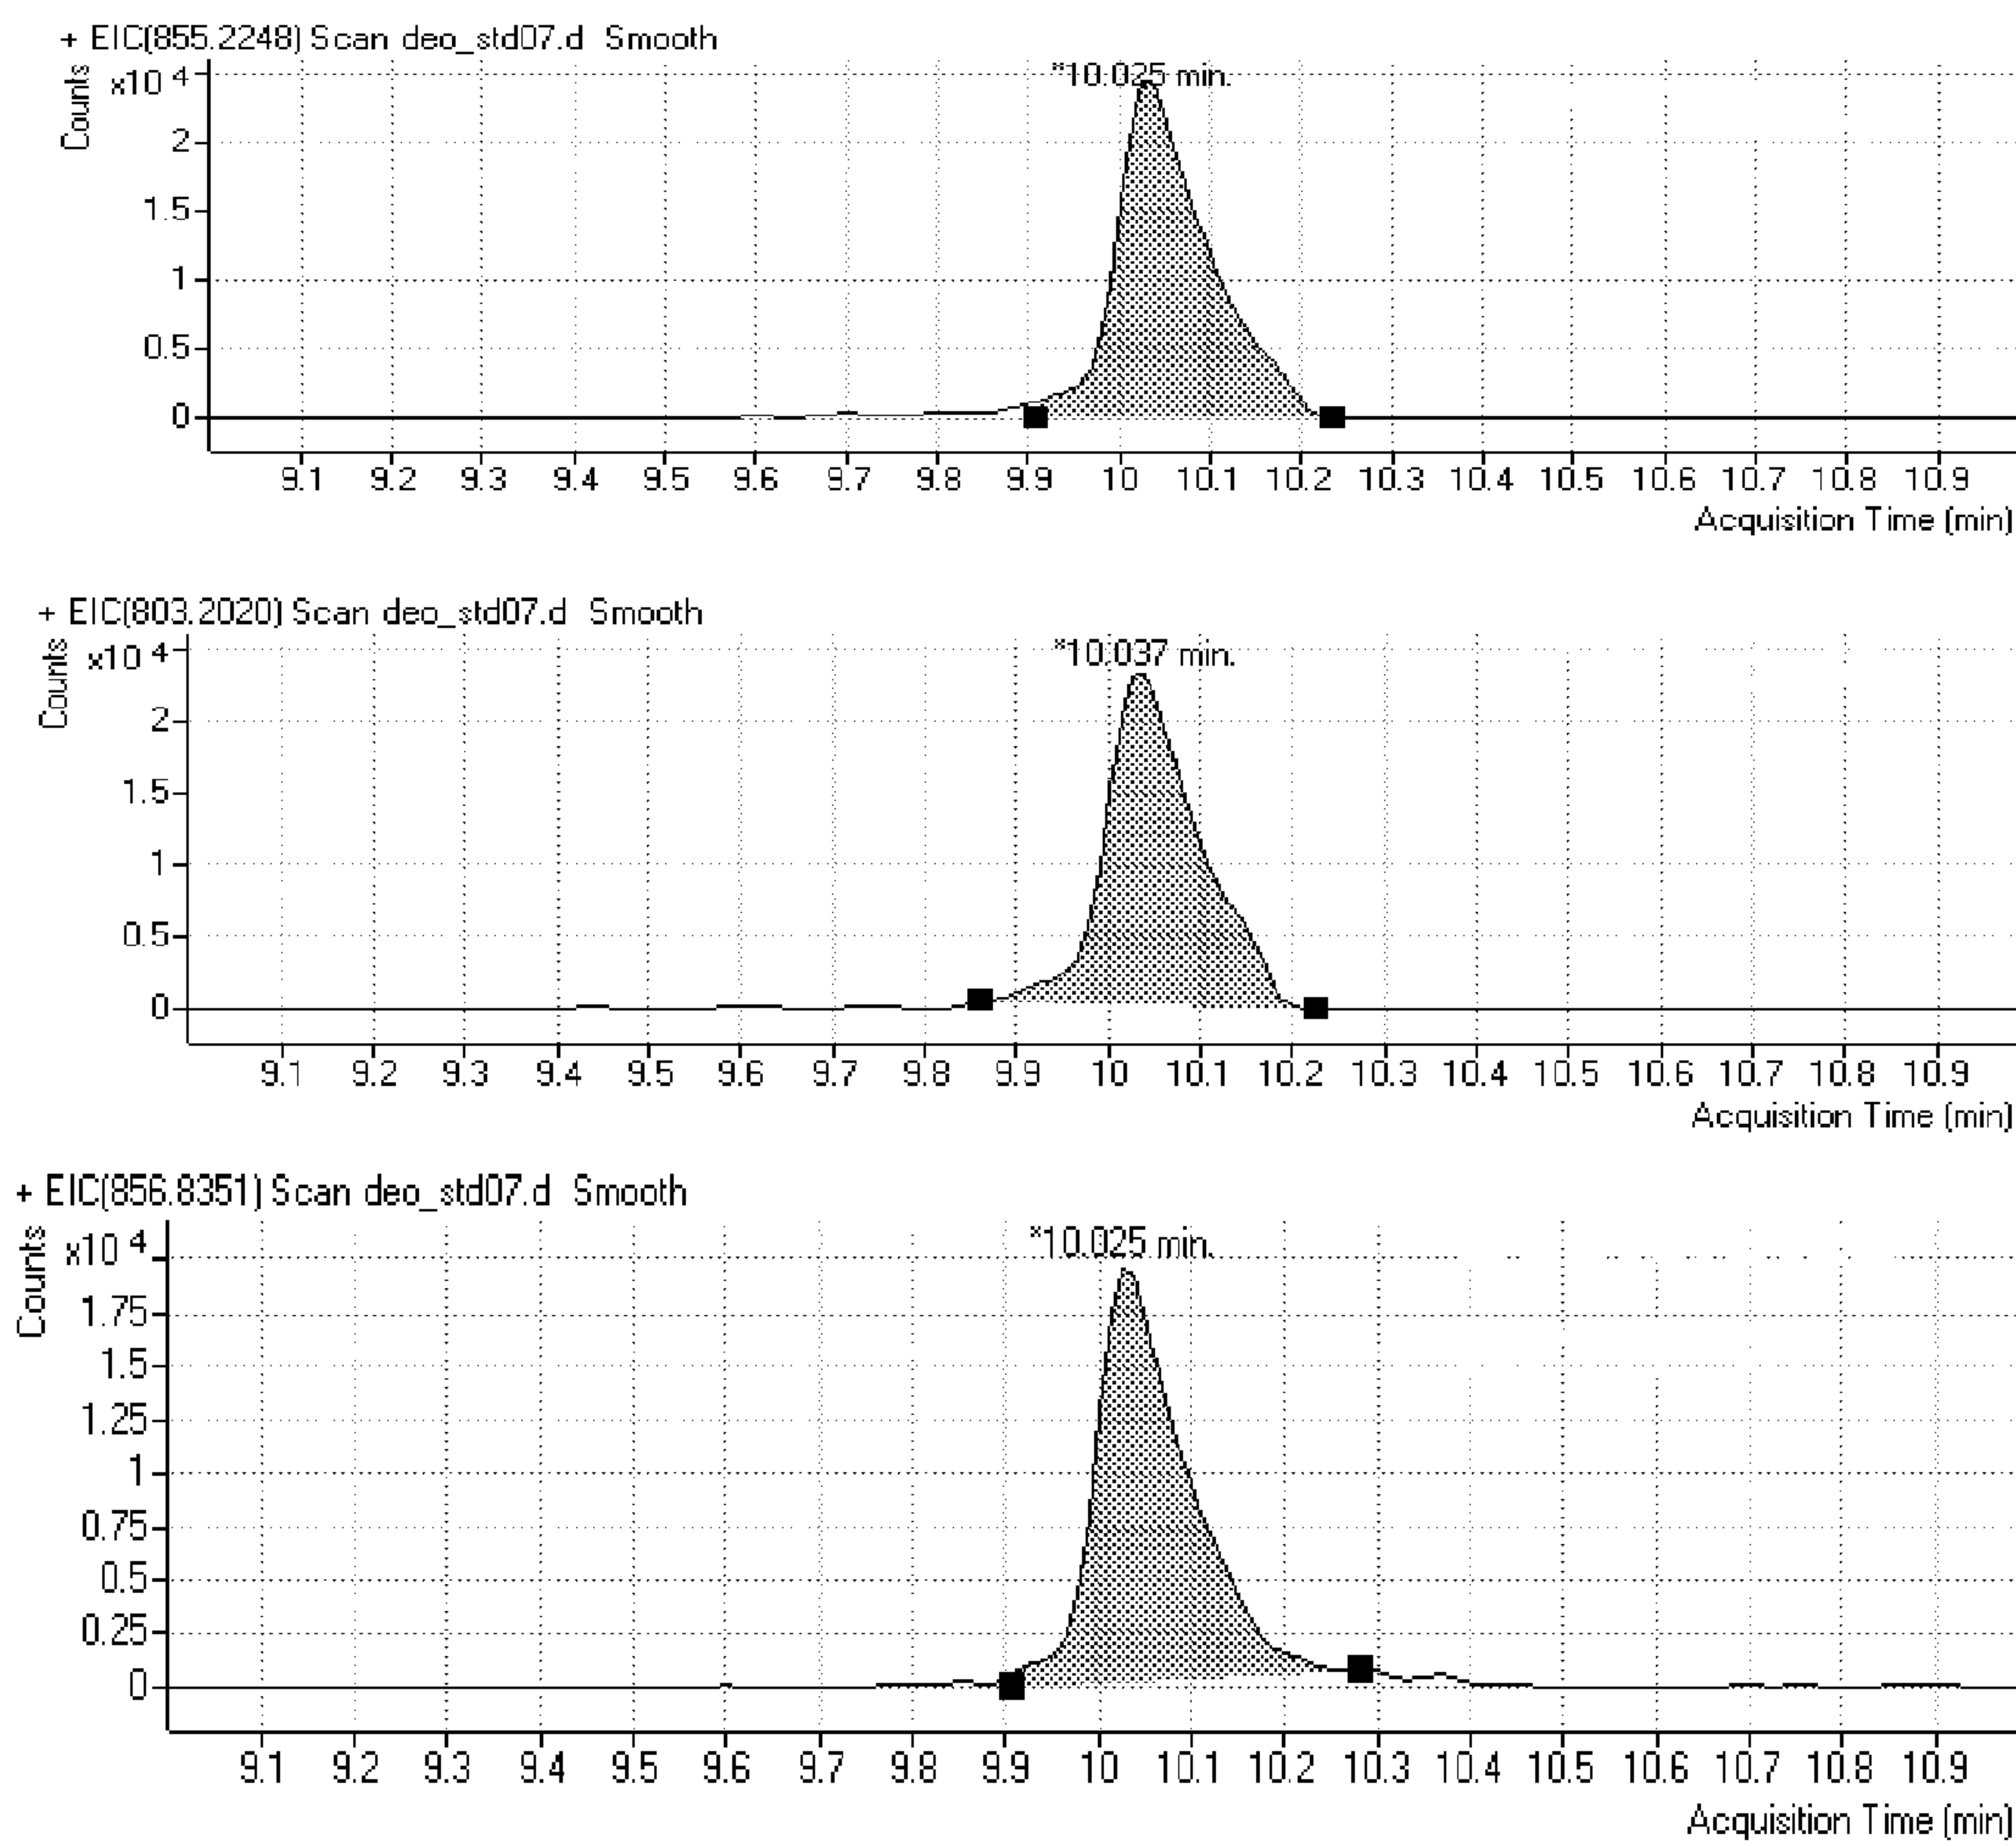 + EIC(855.2248) Scan deo_std07.d Smooth
Counts
x10 4
*10.025 min.
2
1.5
1
0.5
0
9.1 9.2 9.3 9.4 9.5 9.6 9.7 9.8 9.9 10 10.1 10.2 10.3 10.4 10.5 10.6 10.7 10.8 10.9
Acquisition Time (min)
+ EIC(803.2020) Scan deo_std07.d Smooth
Counts
x10 4
*10.037 min.
2
1.5
1
0.5
0
9.1 9.2 9.3 9.4 9.5 9.6 9.7 9.8 9.9 10 10.1 10.2 10.3 10.4 10.5 10.6 10.7 10.8 10.9
Acquisition Time (min)
+ EIC(856.8351) Scan deo_std07.d Smooth
Counts
x10 4
*10.025 min.
1.75
1.5
1.25
1
0.75
0.5
0.25
0
9.1 9.2 9.3 9.4 9.5 9.6 9.7 9.8 9.9 10 10.1 10.2 10.3 10.4 10.5 10.6 10.7 10.8 10.9
Acquisition Time (min)